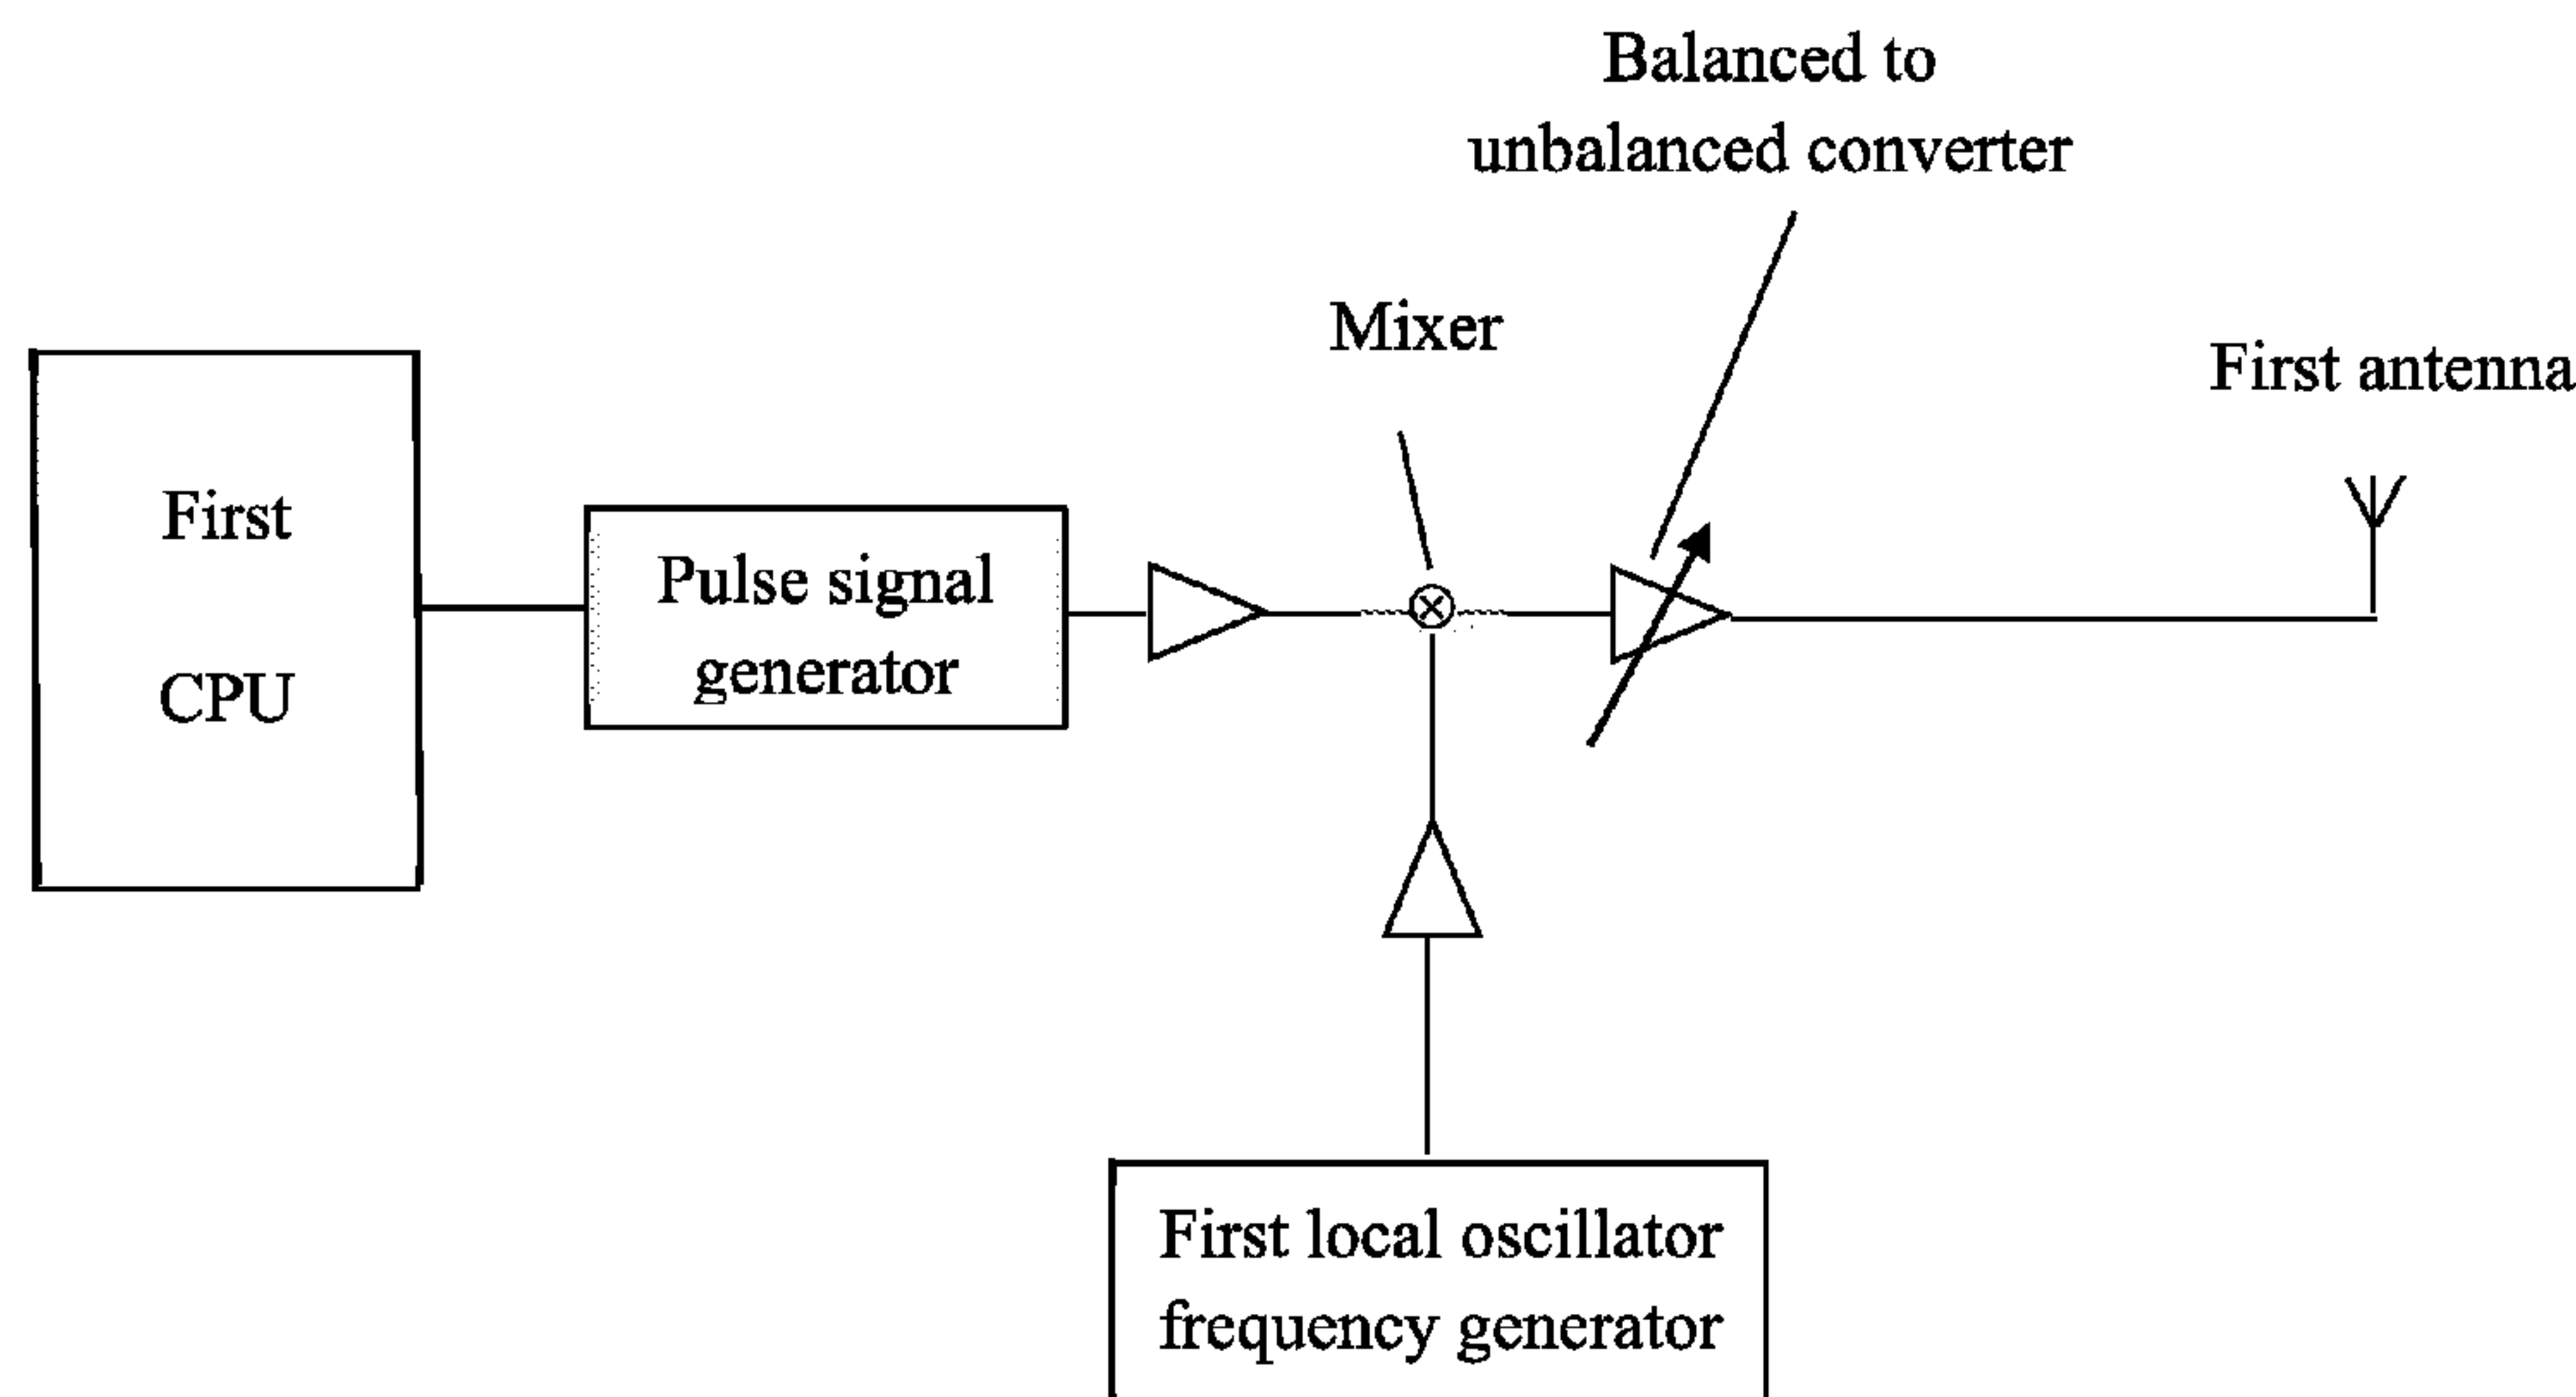 Balanced to
unbalanced converter
Mixer
First antenna
First
CPU
Pulse signal
generator
First local oscillator
frequency generator